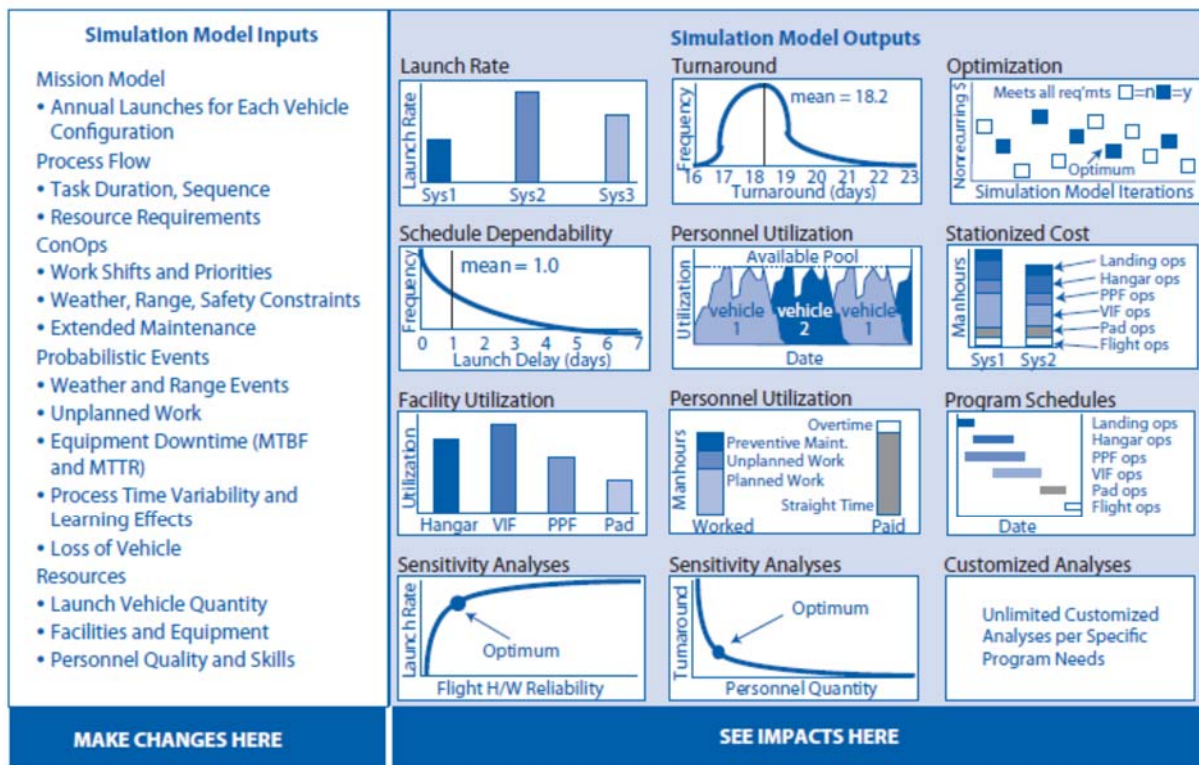 Simulation Model Inputs
Mission Model
• Annual Launches for Each Vehicle
Configuration
Process Flow
• Task Duration, Sequence
• Resource Requirements
ConOps
• Work Shifts and Priorities
• Weather, Range, Safety Constraints
• Extended Maintenance
Probabilistic Events
• Weather and Range Events
• Unplanned Work
• Equipment Downtime (MTBF
and MTTR)
• Process Time Variability and
Learning Effects
• Loss of Vehicle
Resources
• Launch Vehicle Quantity
• Facilities and Equipment
• Personnel Quality and Skills
MAKE CHANGES HERE
Simulation Model Outputs
Launch Rate
Launch Rate
Sys1 Sys2 Sys3
Turnaround
Frequency
mean = 18.2
16 17 18 19 20 21 22 23
Turnaround (days)
Optimization
Nonrecurring $
Meets all req'mts □=n■=y
Optimum
Simulation Model Iterations
Schedule Dependability
Frequency
mean = 1.0
0 1 2 3 4 5 6 7
Launch Delay (days)
Personnel Utilization
Utilization
Available Pool
vehicle
1
vehicle
2
vehicle
1
Date
Stationized Cost
Manhours
Landing ops
Hangar ops
PPF ops
VIF ops
Pad ops
Flight ops
Sys1 Sys2
Facility Utilization
Utilization
Hangar VIF PPF Pad
Personnel Utilization
Manhours
Overtime
Preventive Maint.
Unplanned Work
Planned Work
Straight Time
Worked Paid
Program Schedules
Landing ops
Hangar ops
PPF ops
VIF ops
Pad ops
Flight ops
Date
Sensitivity Analyses
Launch Rate
Optimum
Flight H/W Reliability
Sensitivity Analyses
Turnaround
Optimum
Personnel Quantity
Customized Analyses
Unlimited Customized
Analyses per Specific
Program Needs
SEE IMPACTS HERE